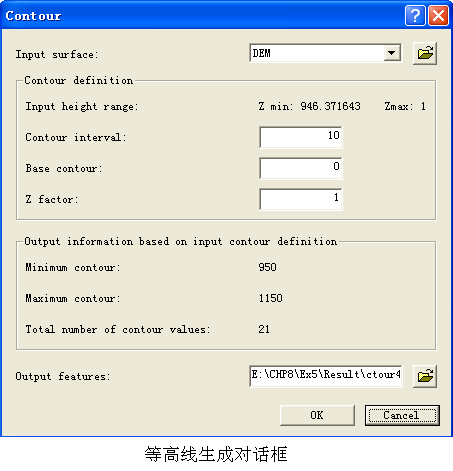 Contour
Input surface: DEM
Contour definition
Input height range: Z min: 946.371643 Zmax: 1
Contour interval: 10
Base contour: 0
Z factor: 1
Output information based on input contour definition
Minimum contour: 950
Maximum contour: 1150
Total number of contour values: 21
Output features: E:\CHP8\Ex5\Result\ctour4
OK Cancel
等高线生成对话框